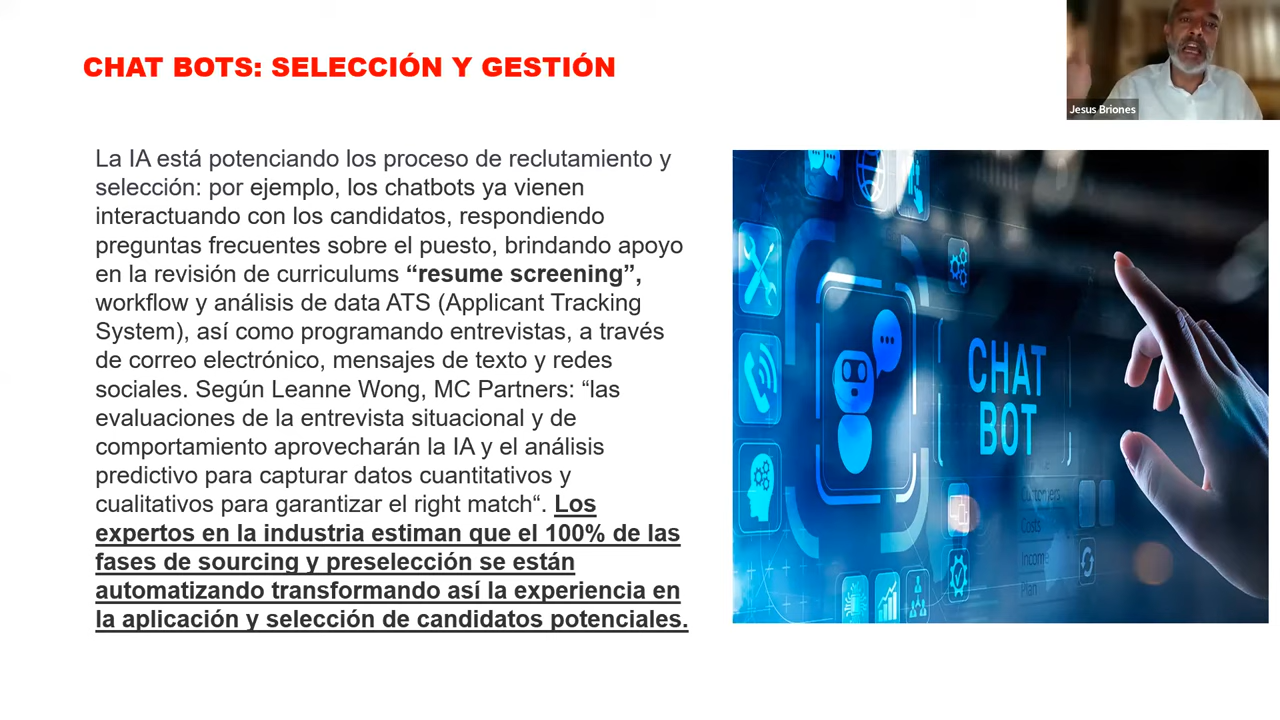 CHAT BOTS: SELECCIÓN Y GESTIÓN
Jesus Briones
La IA está potenciando los proceso de reclutamiento y
selección: por ejemplo, los chatbots ya vienen
interactuando con los candidatos, respondiendo
preguntas frecuentes sobre el puesto, brindando apoyo
en la revisión de curriculums “resume screening”,
workflow y análisis de data ATS (Applicant Tracking
System), así como programando entrevistas, a través
de correo electrónico, mensajes de texto y redes
sociales. Según Leanne Wong, MC Partners: “las
evaluaciones de la entrevista situacional y de
comportamiento aprovecharán la IA y el análisis
predictivo para capturar datos cuantitativos y
cualitativos para garantizar el right match“. Los
expertos en la industria estiman que el 100% de las
fases de sourcing y preselección se están
automatizando transformando así la experiencia en
la aplicación y selección de candidatos potenciales.
CHAT
BOT
Customers
Costs
Income
Plan